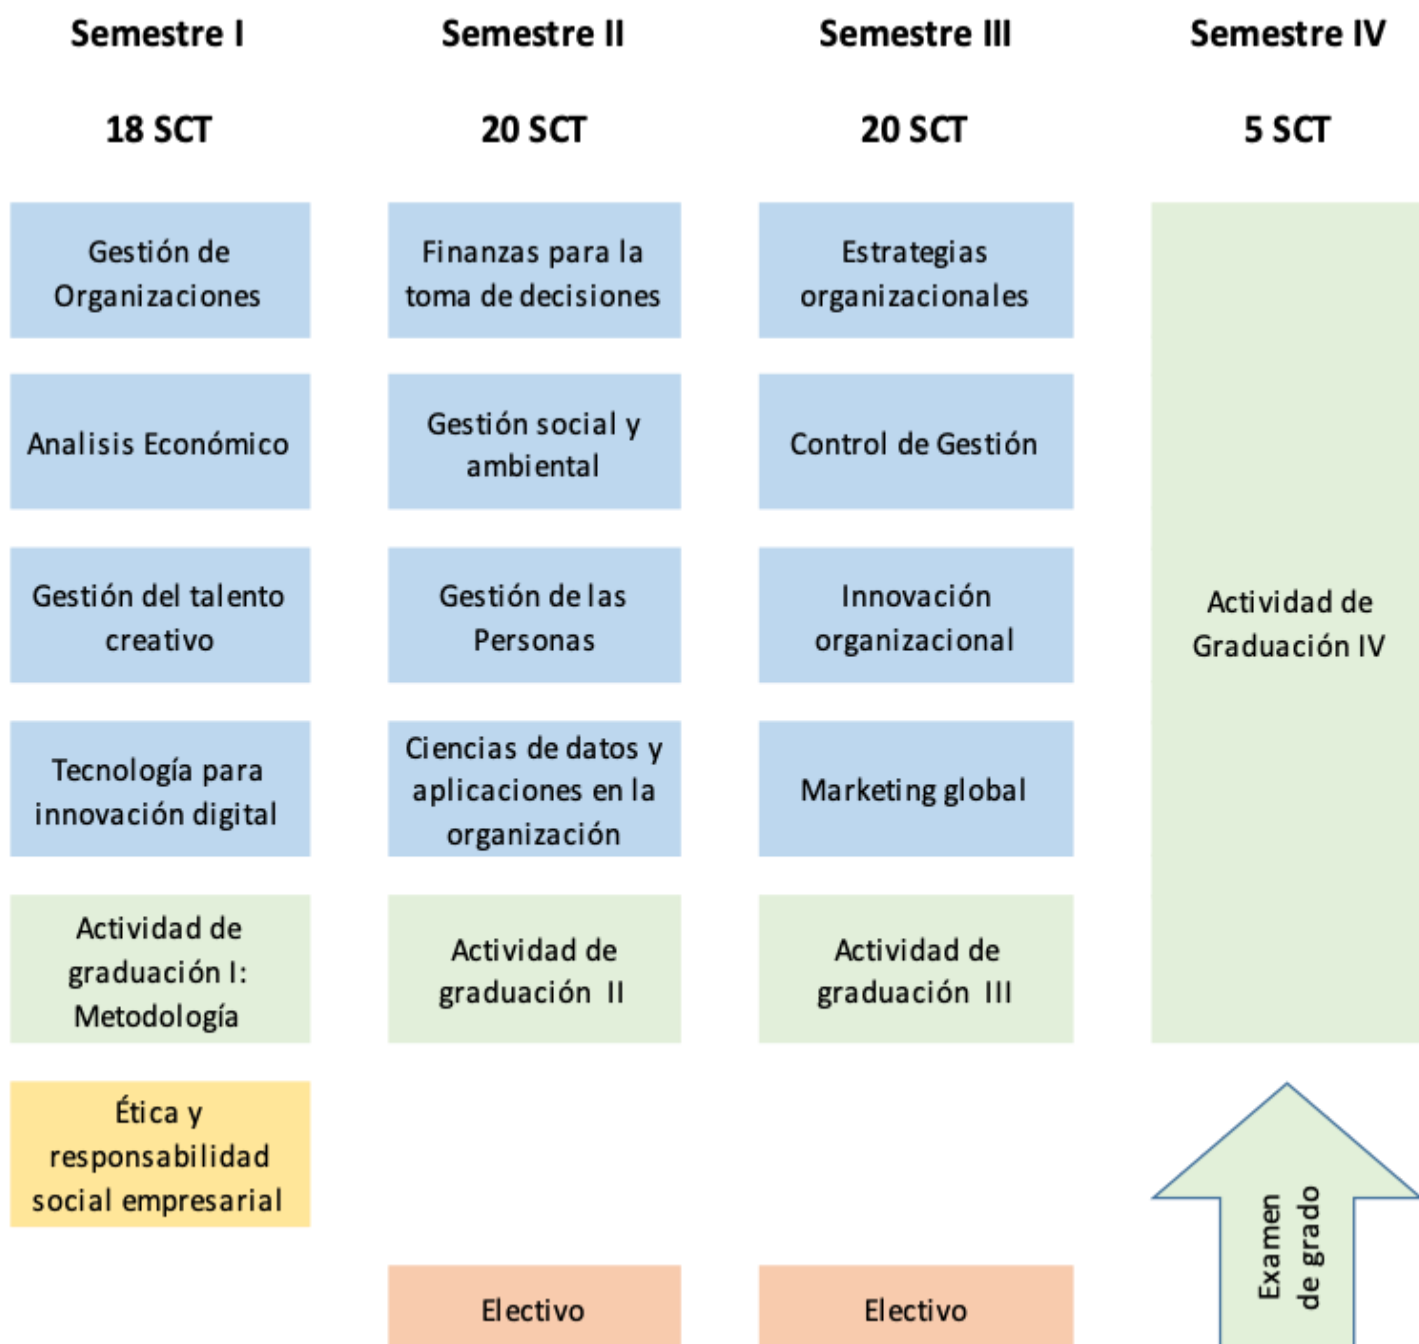 Semestre I
Semestre II
Semestre III
Semestre IV
18 SCT
20 SCT
20 SCT
5 SCT
Gestión de
Organizaciones
Finanzas para la
toma de decisiones
Estrategias
organizacionales
Analisis Económico
Gestión social y
ambiental
Control de Gestión
Gestión del talento
creativo
Gestión de las
Personas
Innovación
organizacional
Actividad de
Graduación IV
Tecnología para
innovación digital
Ciencias de datos y
aplicaciones en la
organización
Marketing global
Actividad de
graduación I:
Metodología
Actividad de
graduación II
Actividad de
graduación III
Ética y
responsabilidad
social empresarial
Electivo
Electivo
Examen
de grado